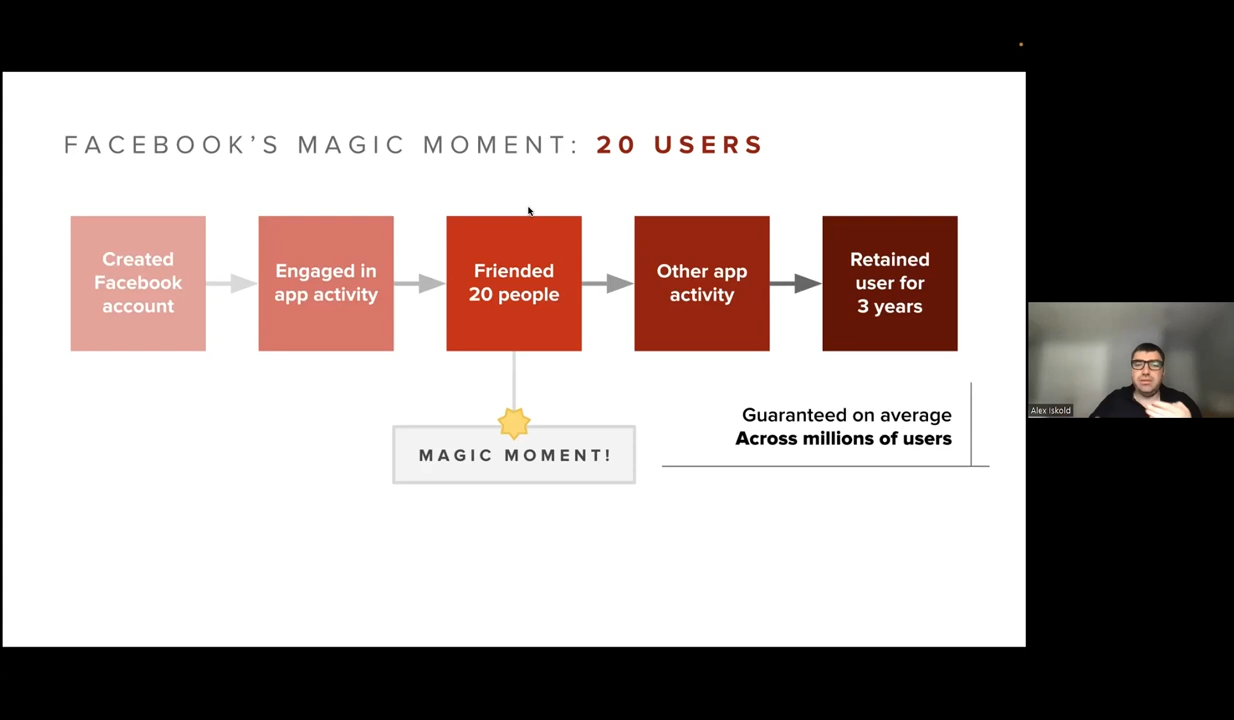 FACEBOOK'S MAGIC MOMENT: 20 USERS
Created
Facebook
account
Engaged in
app activity
Friended
20 people
Other app
activity
Retained
user for
3 years
MAGIC MOMENT!
Guaranteed on average
Across millions of users
Alex Iskold